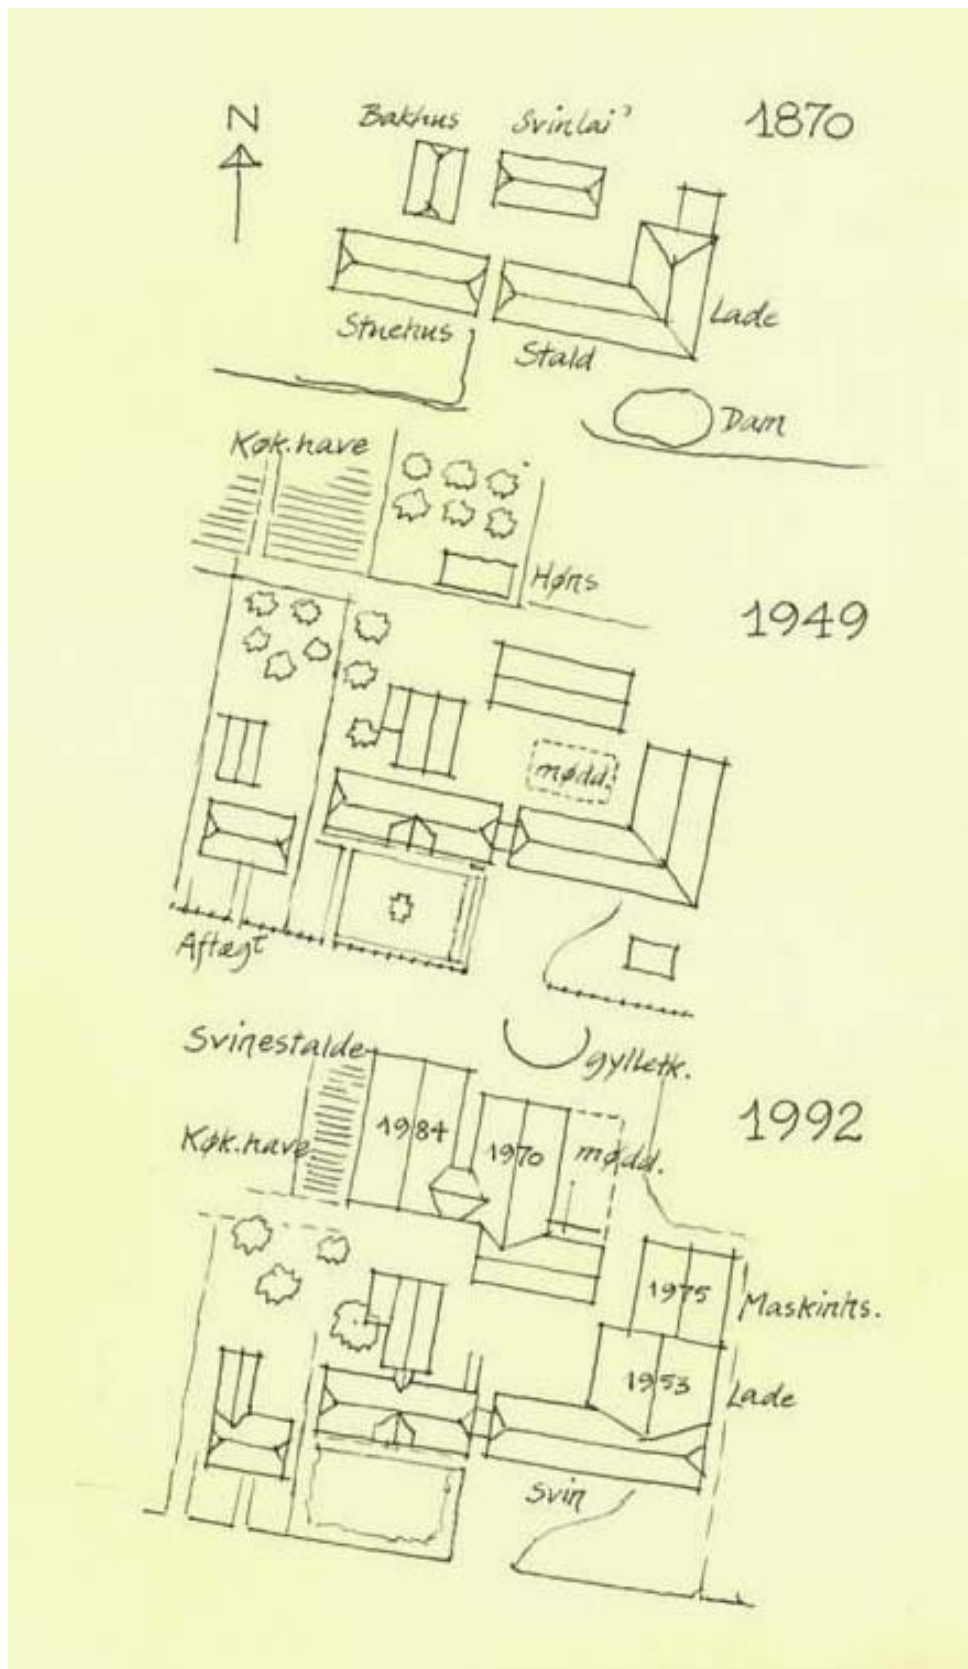 N
Bakhus
Svinlai'
1870
Stuehus
Stald
Lade
Dam
Køk.have
Høns
1949
mødd.
Aftægt
Svinestalde
gylletk.
1992
1984
1970
Køk.have
mødd.
1975
Maskinhs.
1953
Lade
svin